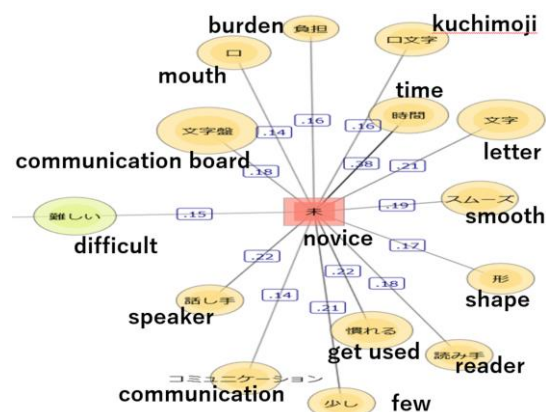 burden
負担
kuchimoji
口文字
口
mouth
time
時間
文字
letter
文字盤
communication board
.14
.16
.16
.38
.21
.18
.19
スムーズ
smooth
難しい
difficult
.15
未
novice
.17
形
shape
.22
話し手
speaker
.14
.21
.22
.18
慣れる
get used
読み手
reader
コミュニケーション
communication
少し
few